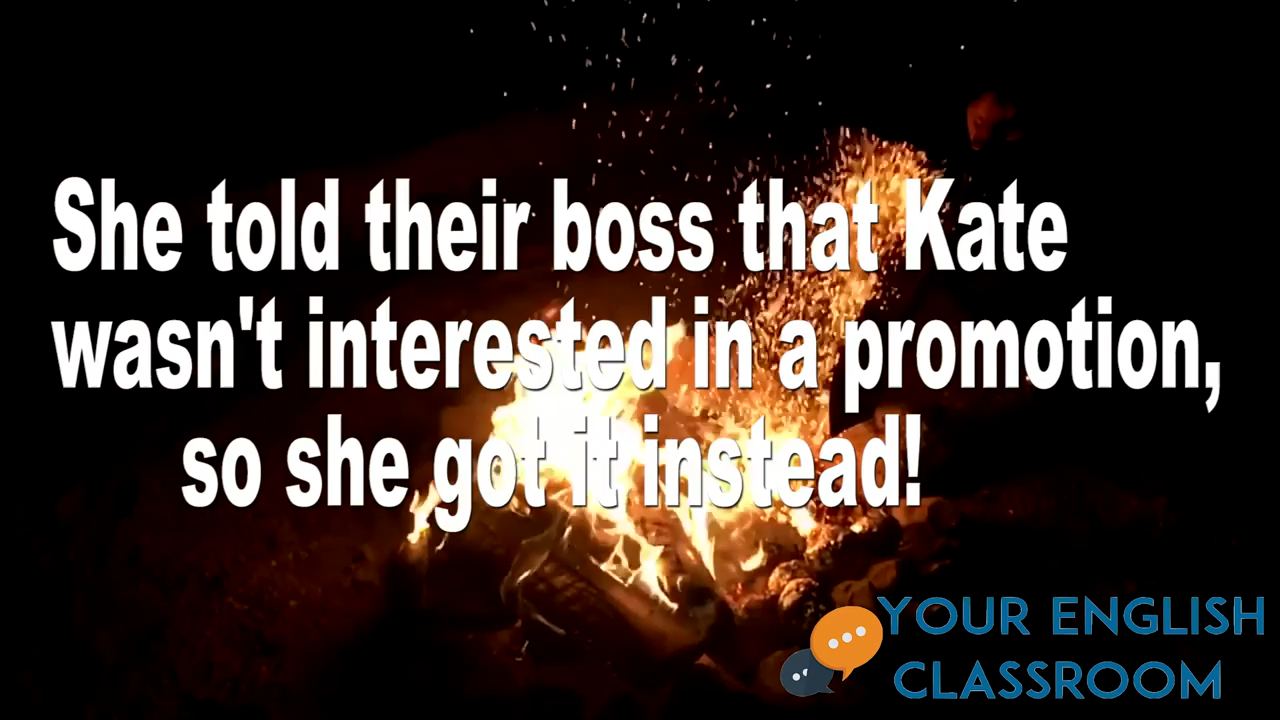 She told their boss that Kate
wasn't interested in a promotion,
so she got it instead!
YOUR ENGLISH
CLASSROOM